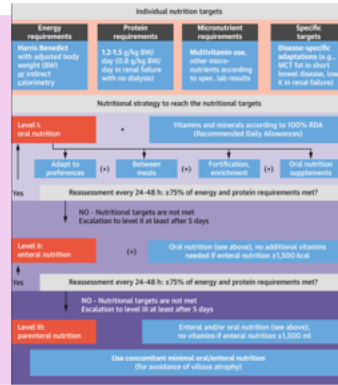 Individual nutrition targets
Energy
requirements
Protein
requirements
Micronutrient
requirements
Specific
targets
Harris Benedict
with adjusted body
weight (BW)
or indirect
calorimetry
1.2-1.5 g/kg BW/
day (0.8 g/kg BW/
day in renal failure
with no dialysis)
Multivitamin use,
other micro-
nutrients according
to spec. lab results
Disease-specific
adaptations (e.g.,
MCT fat in short
bowel disease, low
K in renal failure)
Nutritional strategy to reach the nutritional targets
Level I:
oral nutrition
+
Vitamins and minerals according to 100% RDA
(Recommended Daily Allowances)
Adapt to
preferences
(+)
Between
meals
(+)
Fortification,
enrichment
(+)
Oral nutrition
supplements
Yes
Reassessment every 24-48 h: ≥75% of energy and protein requirements met?
NO - Nutritional targets are not met
Escalation to level II at least after 5 days
Level II:
enteral nutrition
(+)
Oral nutrition (see above), no additional vitamins
needed if enteral nutrition ≥1,500 kcal
Yes
Reassessment every 24-48 h: ≥75% of energy and protein requirements met?
NO - Nutritional targets are not met
Escalation to level III at least after 5 days
Level III:
parenteral nutrition
Enteral and/or oral nutrition (see above),
no vitamins if enteral nutrition ≥1,500 ml
Use concomitant minimal oral/enteral nutrition
(for avoidance of villous atrophy)